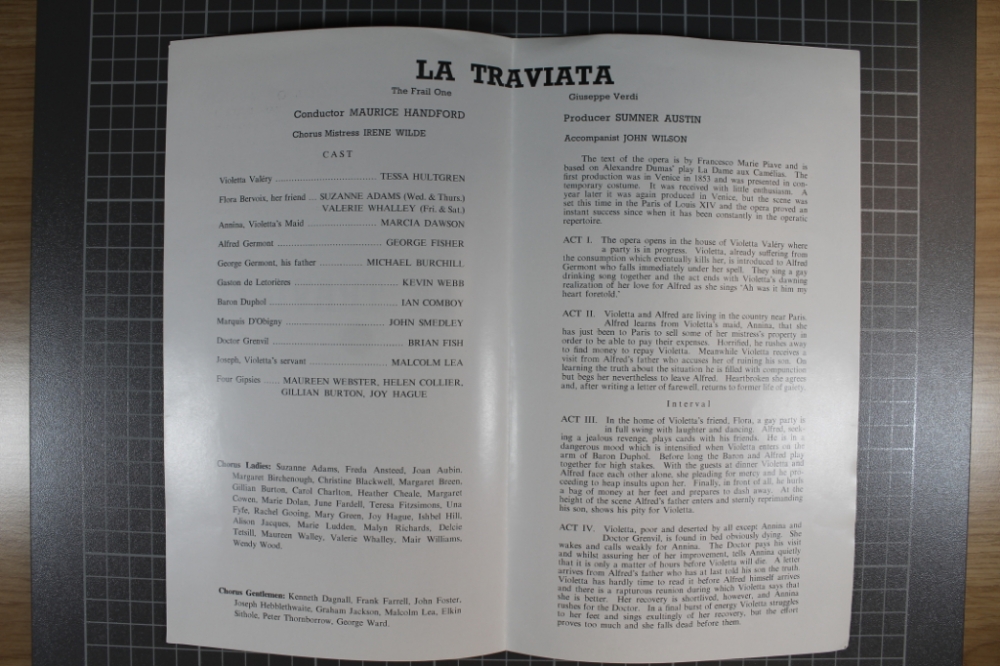 LA TRAVIATA
The Frail One
Conductor MAURICE HANDFORD
Chorus Mistress IRENE WILDE
CAST
Violetta Valéry ........ TESSA HULTGREN
Flora Bervoix, her friend ... SUZANNE ADAMS (Wed. & Thurs.)
VALERIE WHALLEY (Fri. & Sat.)
Annina, Violetta's Maid ........ MARCIA DAWSON
Alfred Germont ........ GEORGE FISHER
George Germont, his father ........ MICHAEL BURCHILL
Gaston de Letorières ........ KEVIN WEBB
Baron Duphol ........ IAN COMBOY
Marquis D'Obigny ........ JOHN SMEDLEY
Doctor Grenvil ........ BRIAN FISH
Joseph, Violetta's servant ........ MALCOLM LEA
Four Gipsies ...... MAUREEN WEBSTER, HELEN COLLIER,
GILLIAN BURTON, JOY HAGUE
Chorus Ladies: Suzanne Adams, Freda Ansteed, Joan Aubin,
Margaret Birchenough, Christine Blackwell, Margaret Breen,
Gillian Burton, Carol Charlton, Heather Cheale, Margaret
Cowen, Marie Dolan, June Fardell, Teresa Fitzsimons, Una
Fyfe, Rachel Gooing, Mary Green, Joy Hague, Ishbel Hill,
Alison Jacques, Marie Ludden, Malyn Richards, Delcie
Tetsill, Maureen Walley, Valerie Whalley, Mair Williams,
Wendy Wood.
Chorus Gentlemen: Kenneth Dagnall, Frank Farrell, John Foster,
Joseph Hebblethwaite, Graham Jackson, Malcolm Lea, Elkin
Sithole, Peter Thornborrow, George Ward.
Giuseppe Verdi
Producer SUMNER AUSTIN
Accompanist JOHN WILSON
The text of the opera is by Francesco Marie Piave and is
based on Alexandre Dumas' play La Dame aux Camélias. The
first production was in Venice in 1853 and was presented in con-
temporary costume. It was received with little enthusiasm. A
year later it was again produced in Venice, but the scene was
set this time in the Paris of Louis XIV and the opera proved an
instant success since when it has been constantly in the operatic
repertoire.
ACT I. The opera opens in the house of Violetta Valéry where
a party is in progress. Violetta, already suffering from
the consumption which eventually kills her, is introduced to Alfred
Germont who falls immediately under her spell. They sing a gay
drinking song together and the act ends with Violetta's dawning
realization of her love for Alfred as she sings 'Ah was it him my
heart foretold.'
ACT II. Violetta and Alfred are living in the country near Paris.
Alfred learns from Violetta's maid, Annina, that she
has just been to Paris to sell some of her mistress's property in
order to be able to pay their expenses. Horrified, he rushes away
to find money to repay Violetta. Meanwhile Violetta receives a
visit from Alfred's father who accuses her of ruining his son. On
learning the truth about the situation he is filled with compunction
but begs her nevertheless to leave Alfred. Heartbroken she agrees
and, after writing a letter of farewell, returns to former life of gaiety.
Interval
ACT III. In the home of Violetta's friend, Flora, a gay party is
in full swing with laughter and dancing. Alfred, seek-
ing a jealous revenge, plays cards with his friends. He is in a
dangerous mood which is intensified when Violetta enters on the
arm of Baron Duphol. Before long the Baron and Alfred play
together for high stakes. With the guests at dinner Violetta and
Alfred face each other alone, she pleading for mercy and he pro-
ceeding to heap insults upon her. Finally, in front of all, he hurls
a bag of money at her feet and prepares to dash away. At the
height of the scene Alfred's father enters and sternly reprimanding
his son, shows his pity for Violetta.
ACT IV. Violetta, poor and deserted by all except Annina and
Doctor Grenvil, is found in bed obviously dying. She
wakes and calls weakly for Annina. The Doctor pays his visit
and whilst assuring her of her improvement, tells Annina quietly
that it is only a matter of hours before Violetta will die. A letter
arrives from Alfred's father who has at last told his son the truth.
Violetta has hardly time to read it before Alfred himself arrives
and there is a rapturous reunion during which Violetta says that
she is better. Her recovery is shortlived, however, and Annina
rushes for the Doctor. In a final burst of energy Violetta struggles
to her feet and sings exultingly of her recovery, but the effort
proves too much and she falls dead before them.